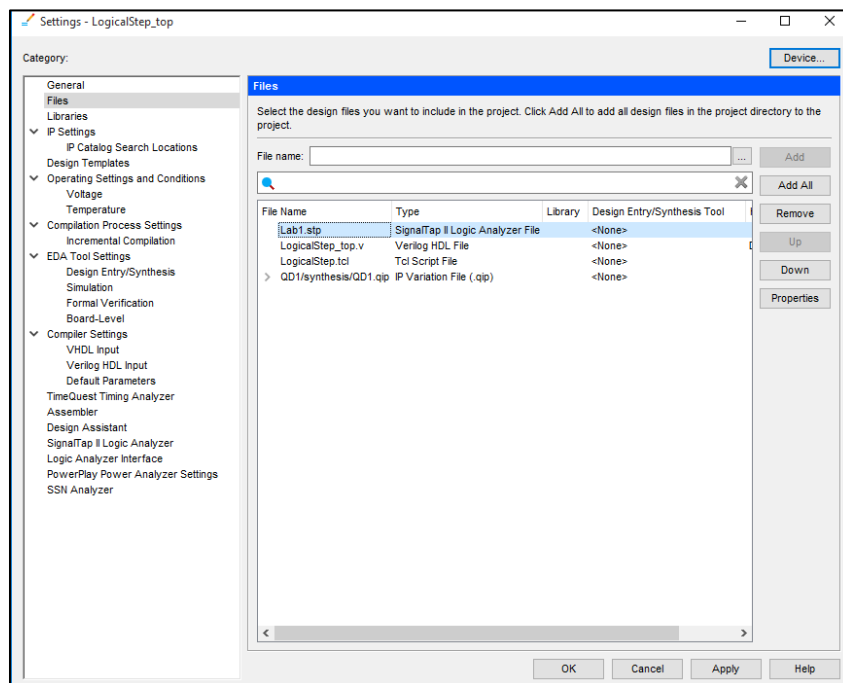 Settings - LogicalStep_top
Category:
Device...
General
Files
Libraries
IP Settings
IP Catalog Search Locations
Design Templates
Operating Settings and Conditions
Voltage
Temperature
Compilation Process Settings
Incremental Compilation
EDA Tool Settings
Design Entry/Synthesis
Simulation
Formal Verification
Board-Level
Compiler Settings
VHDL Input
Verilog HDL Input
Default Parameters
TimeQuest Timing Analyzer
Assembler
Design Assistant
SignalTap II Logic Analyzer
Logic Analyzer Interface
PowerPlay Power Analyzer Settings
SSN Analyzer
Files
Select the design files you want to include in the project. Click Add All to add all design files in the project directory to the
project.
File name:
...
Add
Add All
Remove
Up
Down
Properties
File Name Type Library Design Entry/Synthesis Tool
Lab1.stp SignalTap II Logic Analyzer File <None>
LogicalStep_top.v Verilog HDL File <None>
LogicalStep.tcl Tcl Script File <None>
QD1/synthesis/QD1.qip IP Variation File (.qip) <None>
OK Cancel Apply Help